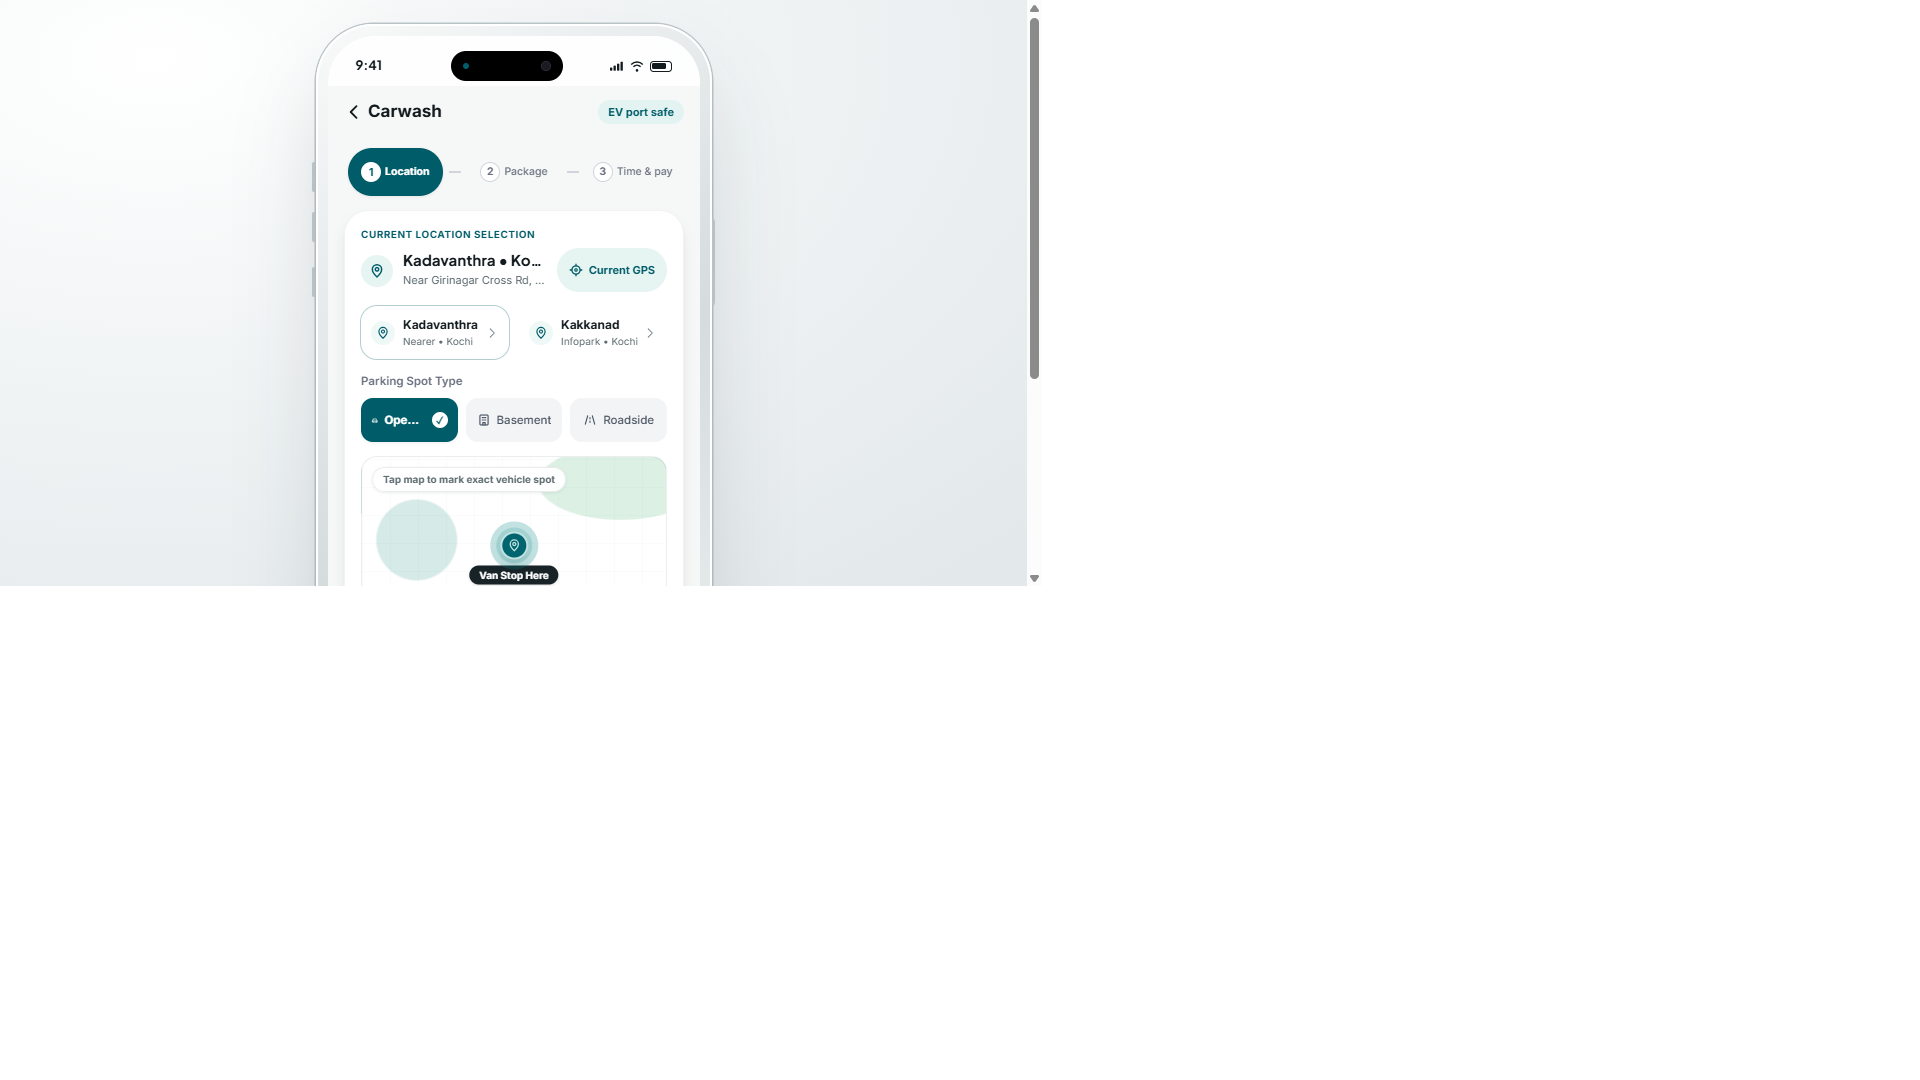 9:41
Carwash
EV port safe
1 Location
2 Package
3 Time & pay
CURRENT LOCATION SELECTION
Kadavanthra • Ko...
Near Girinagar Cross Rd, ...
Current GPS
Kadavanthra
Nearer • Kochi
Kakkanad
Infopark • Kochi
Parking Spot Type
Ope...
Basement
Roadside
Tap map to mark exact vehicle spot
Van Stop Here